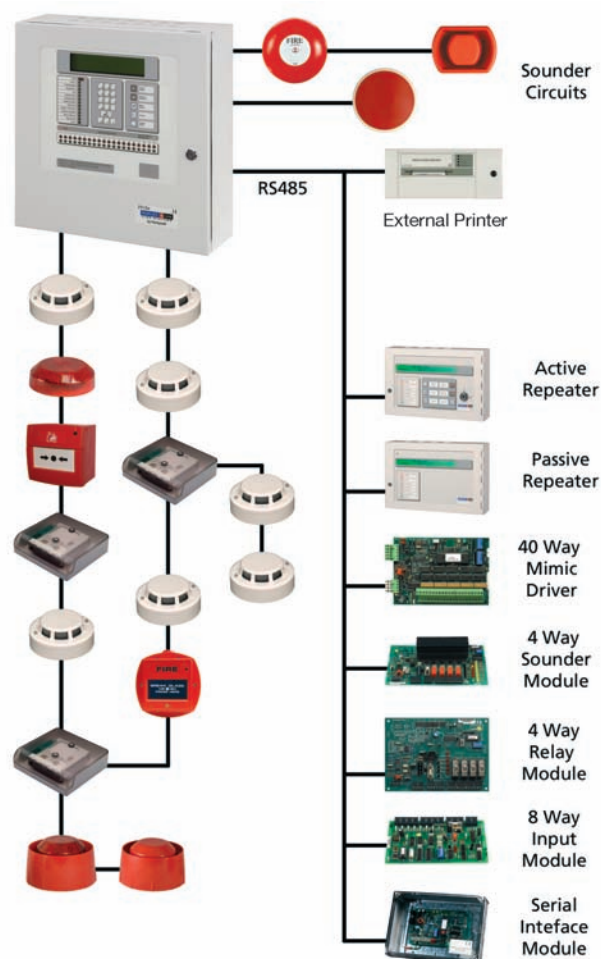 FIRE
Sounder
Circuits
RS485
External Printer
Active
Repeater
Passive
Repeater
40 Way
Mimic
Driver
4 Way
Sounder
Module
FIRE
4 Way
Relay
Module
8 Way
Input
Module
Serial
Inteface
Module